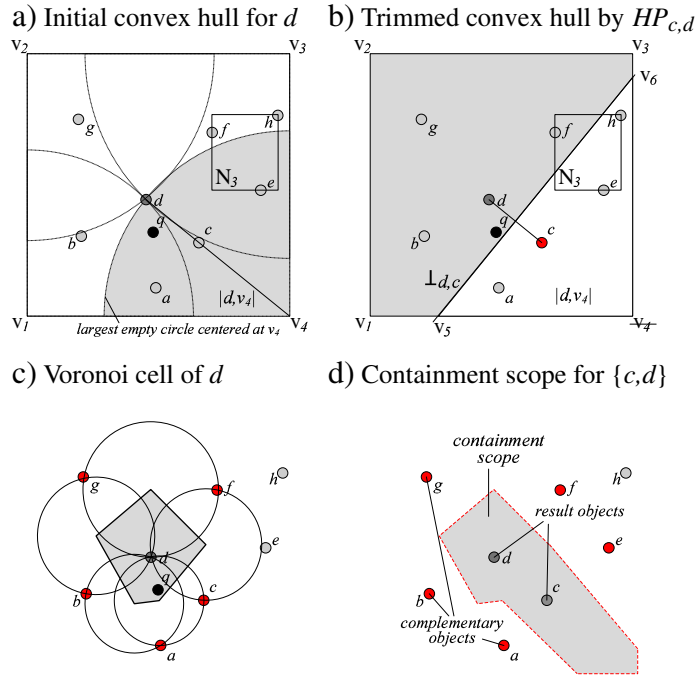 a) Initial convex hull for d
v2
v3
g
f
h
N3
e
d
q
c
b
a
|d,v4|
v1
largest empty circle centered at v4
v4
b) Trimmed convex hull by HPc,d
v2
v3
v6
g
f
h
N3
e
d
q
c
b
⊥d,c
a
|d,v4|
v1
v5
v4
c) Voronoi cell of d
g
f
h
e
d
q
c
b
a
d) Containment scope for {c,d}
containment
scope
g
f
h
result objects
e
d
c
b
complementary
objects
a